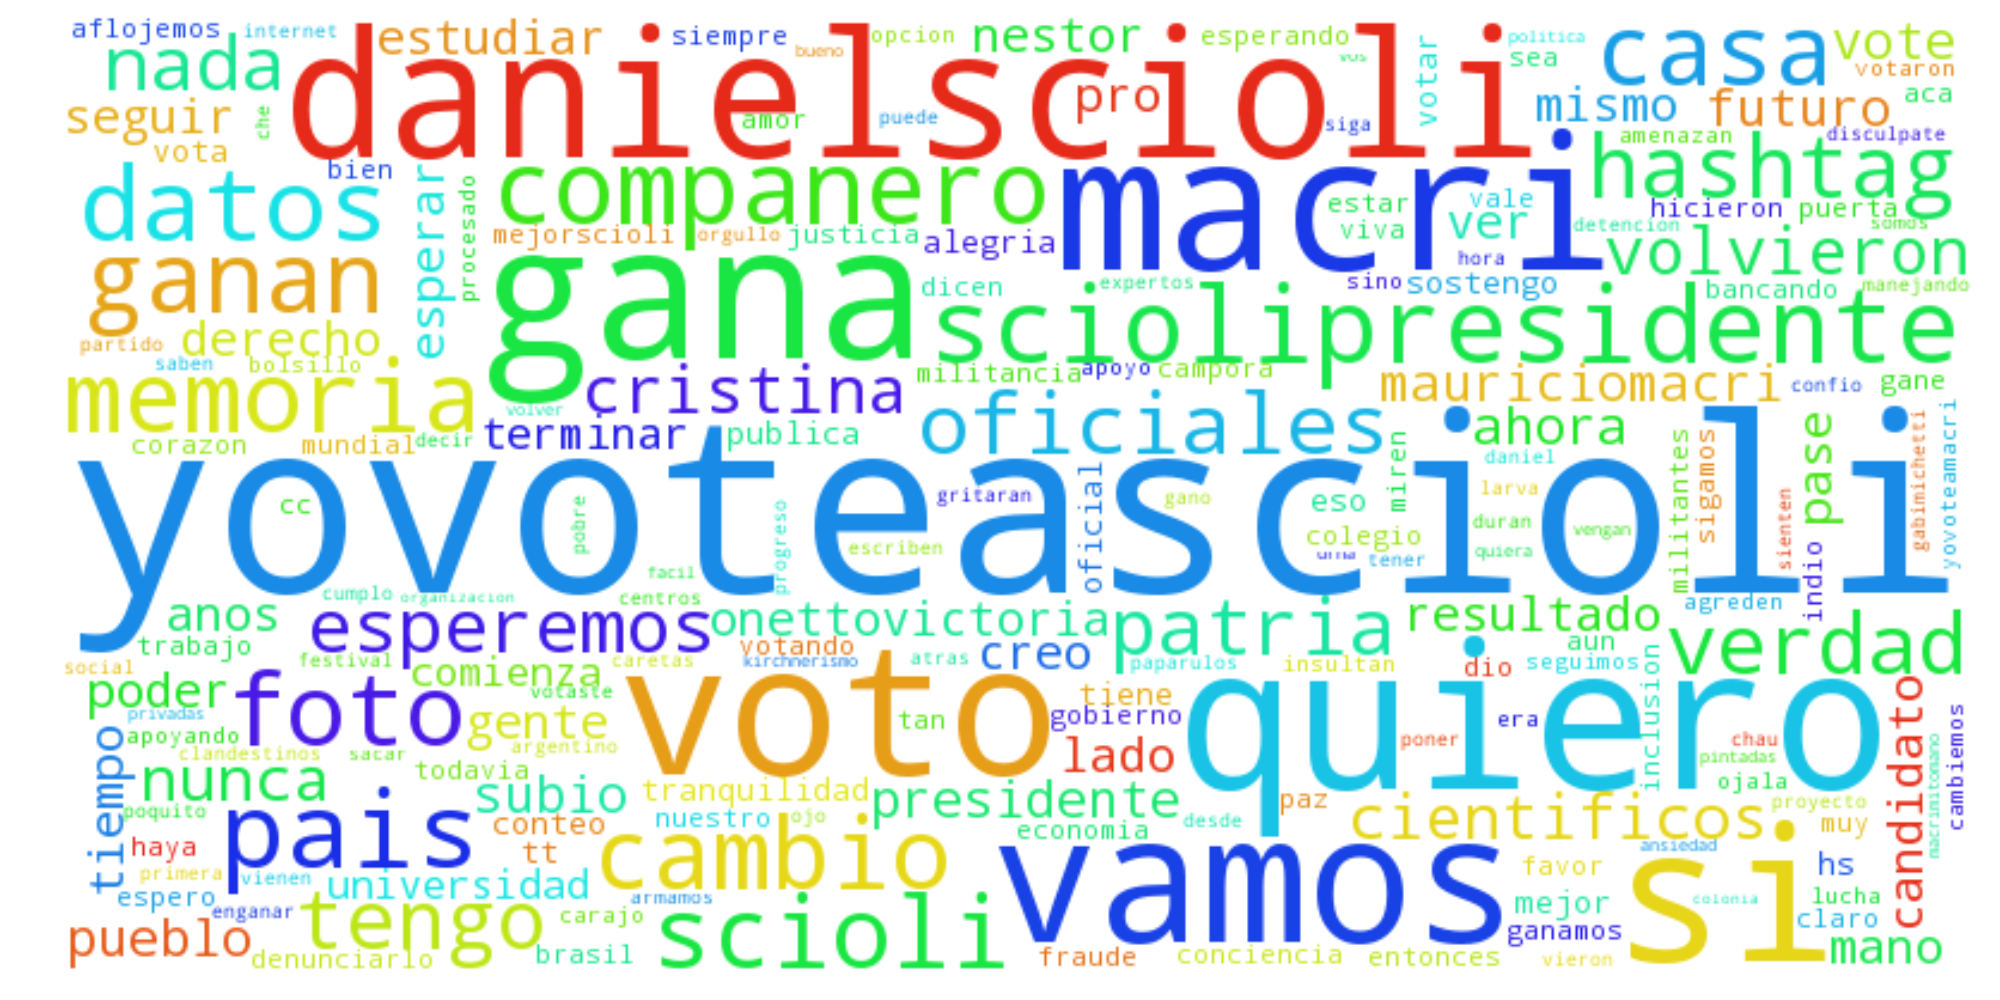 aflojemos
internet
estudiar
siempre
bueno
opcion
nestor
esperando
vos
votar
politica
sea
casa
vote
votaron
nada
danielscioli
pro
mismo
futuro
aca
seguir
che
amor
puede
siga
amenazan
disculpate
vota
bien
datos
esperar
procesado
companero
macri
hashtag
estar
vale
viva
ver
hicieron
puerta
detencion
somos
mejorscioli
orgullo
justicia
alegria
volvieron
ganan
gana
dicen
expertos
hora
sino
sostengo
bancando
manejando
partido
derecho
sciolipresidente
saben
bolsillo
memoria
cristina
militancia
apoyo
campora
mauriciomacri
confio
gane
volver
corazon
mundial
decir
terminar
publica
oficiales
ahora
miren
daniel
militantes
sigamos
pase
gabimichetti
yovoteamacri
yovoteascioli
cc
pobre
progreso
escriben
gritaran
oficial
gano
eso
colegio
urna
tener
larva
duran
quiera
vengan
sienten
indio
facil
cumplo
organizacion
centros
agreden
anos
esperemos
onettovictoria
patria
resultado
verdad
trabajo
votando
creo
aun
social
festival
comienza
caretas
kirchnerismo
atras
paparulos
insultan
dio
seguimos
inclusion
poder
foto
votaste
voto
tiene
quiero
privadas
apoyando
gente
tan
gobierno
era
candidato
cambiemos
clandestinos
sacar
argentino
lado
poner
chau
pintadas
macrimitomano
tiempo
nunca
todavia
subio
tranquilidad
presidente
paz
ojala
proyecto
poquito
pais
conteo
nuestro
ojo
economia
desde
cientificos
muy
haya
tt
cambio
vamos
si
ansiedad
primera
vienen
universidad
favor
hs
espero
armamos
mejor
colonia
lucha
enganar
tengo
carajo
scioli
ganamos
claro
pueblo
denunciarlo
brasil
fraude
conciencia
entonces
vieron
mano